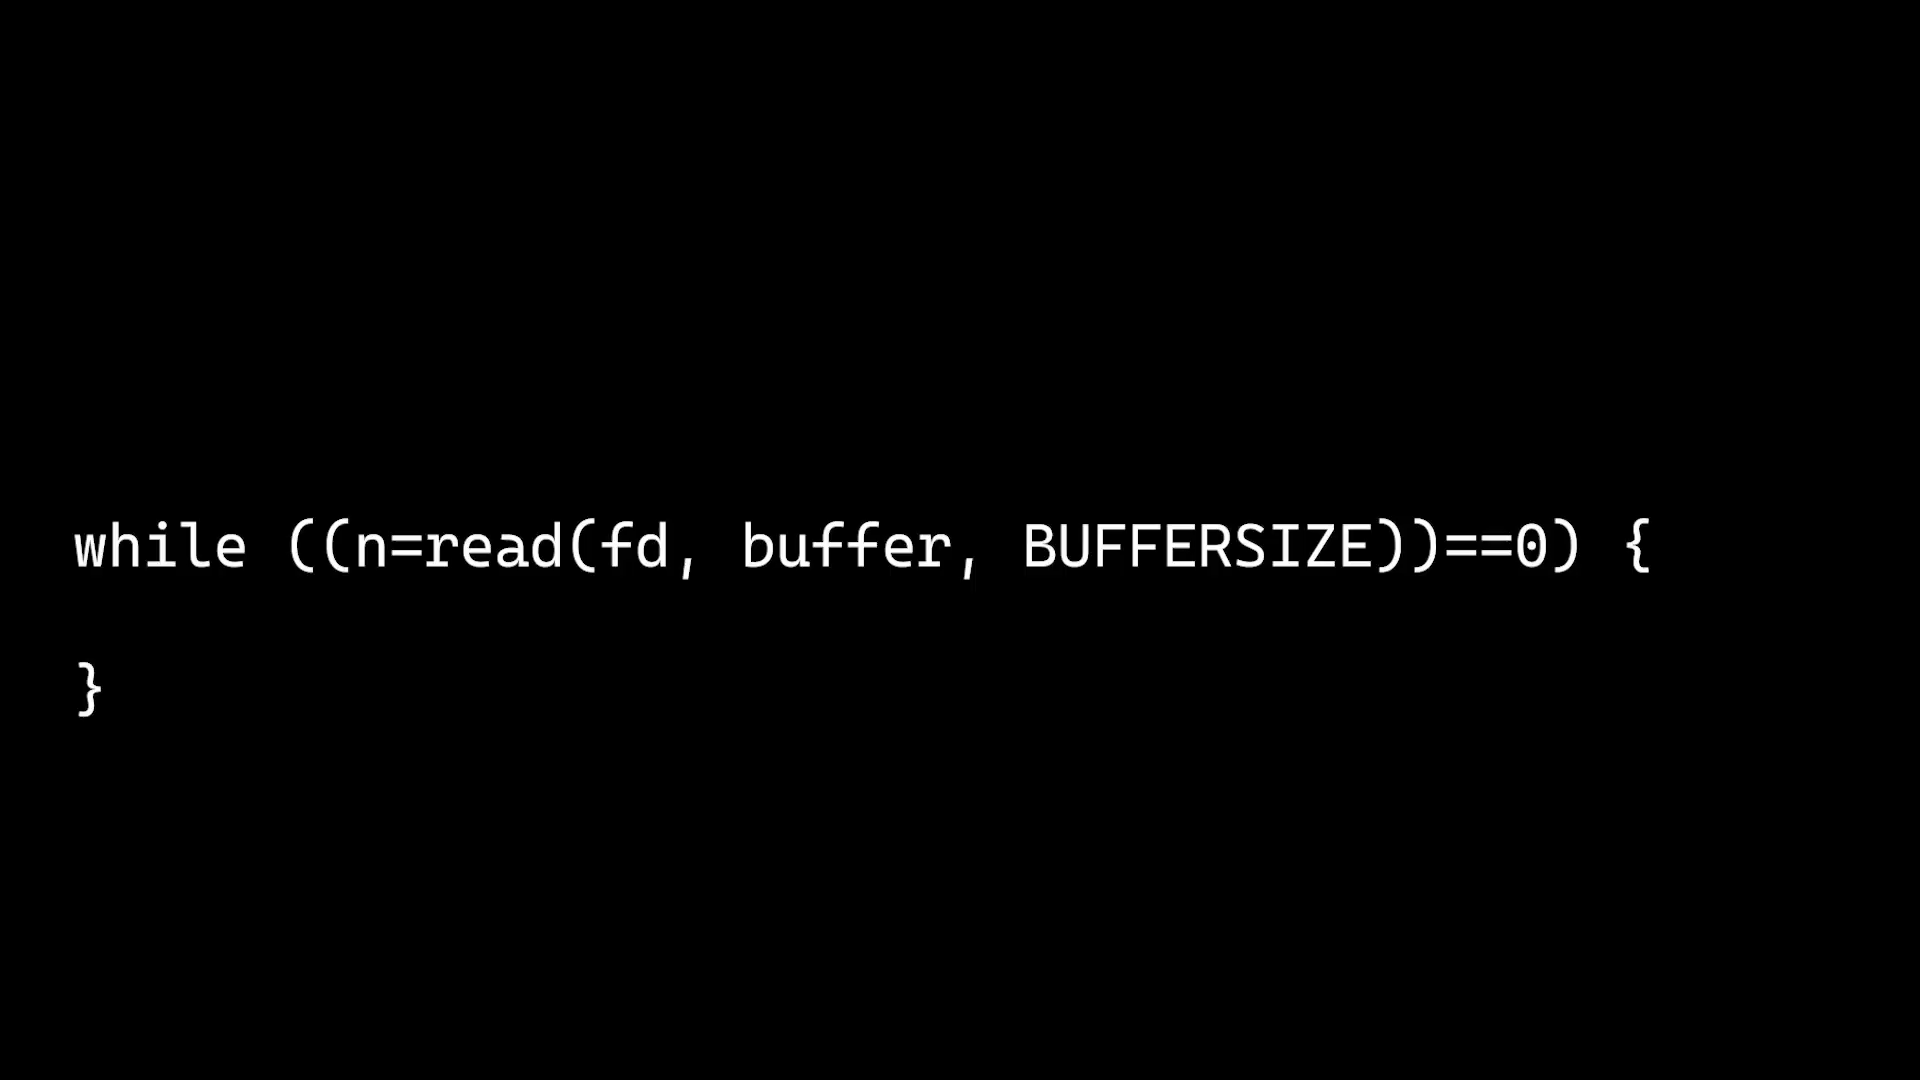 while ((n=read(fd, buffer, BUFFERSIZE))==0) {
}